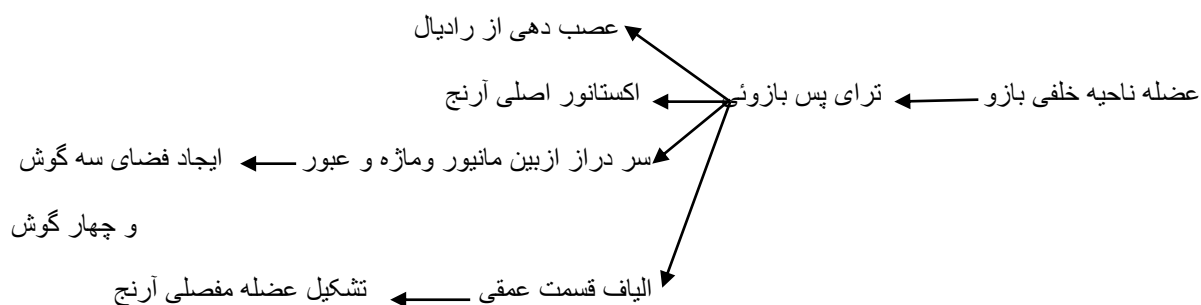 عصب دهی از رادیال
عضله ناحیه خلفی بازو ترای پس بازوئی اکستانور اصلی آرنج
سر دراز ازبین مانیور وماژه و عبور ایجاد فضای سه گوش
و چهار گوش
الیاف قسمت عمقی تشکیل عضله مفصلی آرنج